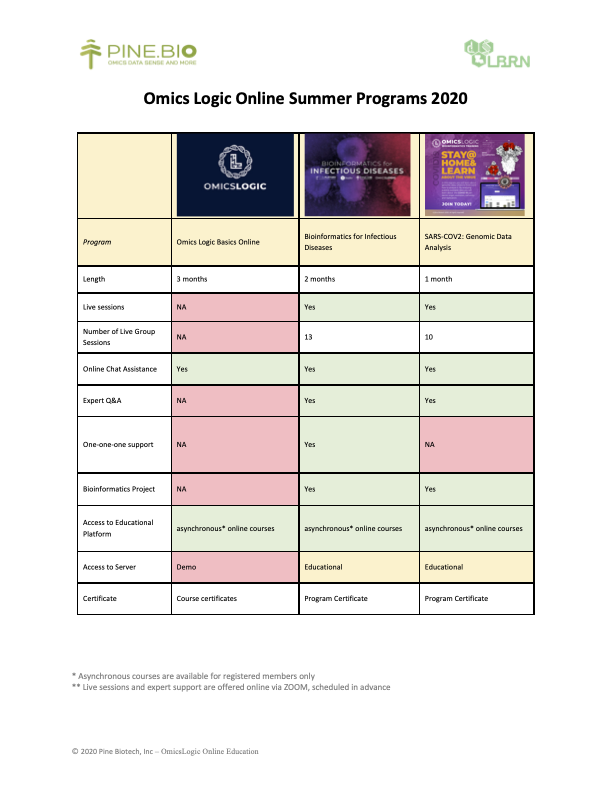 PINE.BIO
OMICS DATA SENSE AND MORE
LBRN
Omics Logic Online Summer Programs 2020
OMICSLOGIC
BIOINFORMATICS for
INFECTIOUS DISEASES
OMICSLOGIC
STAY@
HOME&
LEARN
JOIN TODAY!
Program
Omics Logic Basics Online
Bioinformatics for Infectious
Diseases
SARS-COV2: Genomic Data
Analysis
Length
3 months
2 months
1 month
Live sessions
NA
Yes
Yes
Number of Live Group
Sessions
NA
13
10
Online Chat Assistance
Yes
Yes
Yes
Expert Q&A
NA
Yes
Yes
One-one-one support
NA
Yes
NA
Bioinformatics Project
NA
Yes
Yes
Access to Educational
Platform
asynchronous* online courses
asynchronous* online courses
asynchronous* online courses
Access to Server
Demo
Educational
Educational
Certificate
Course certificates
Program Certificate
Program Certificate
* Asynchronous courses are available for registered members only
** Live sessions and expert support are offered online via ZOOM, scheduled in advance
© 2020 Pine Biotech, Inc – OmicsLogic Online Education